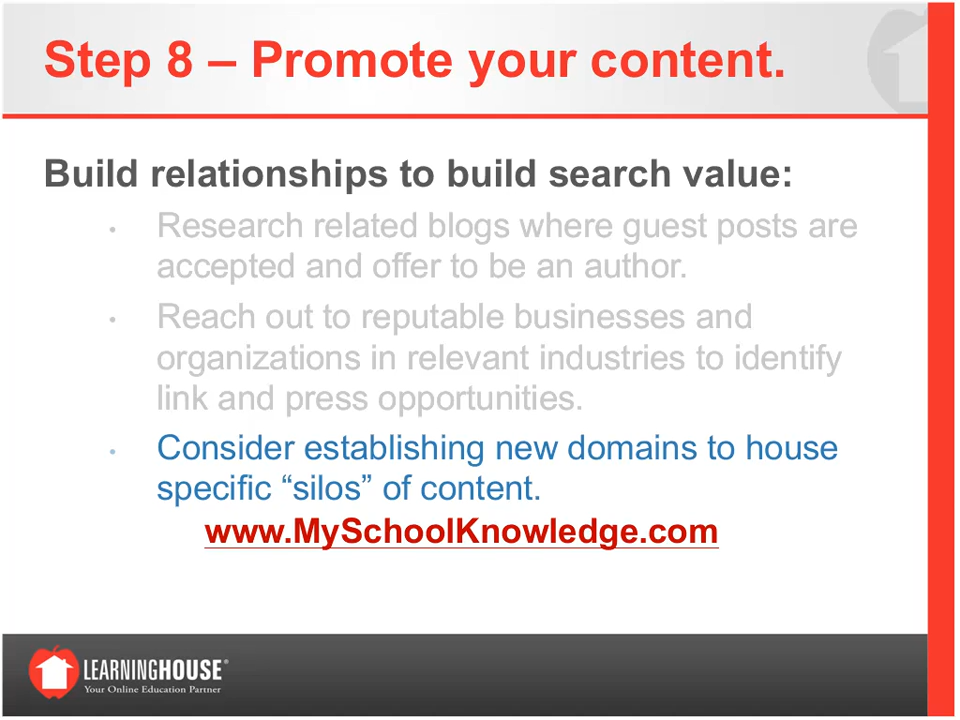 Step 8 – Promote your content.
Build relationships to build search value:
• Research related blogs where guest posts are
accepted and offer to be an author.
• Reach out to reputable businesses and
organizations in relevant industries to identify
link and press opportunities.
• Consider establishing new domains to house
specific “silos” of content.
www.MySchoolKnowledge.com
LEARNINGHOUSE®
Your Online Education Partner